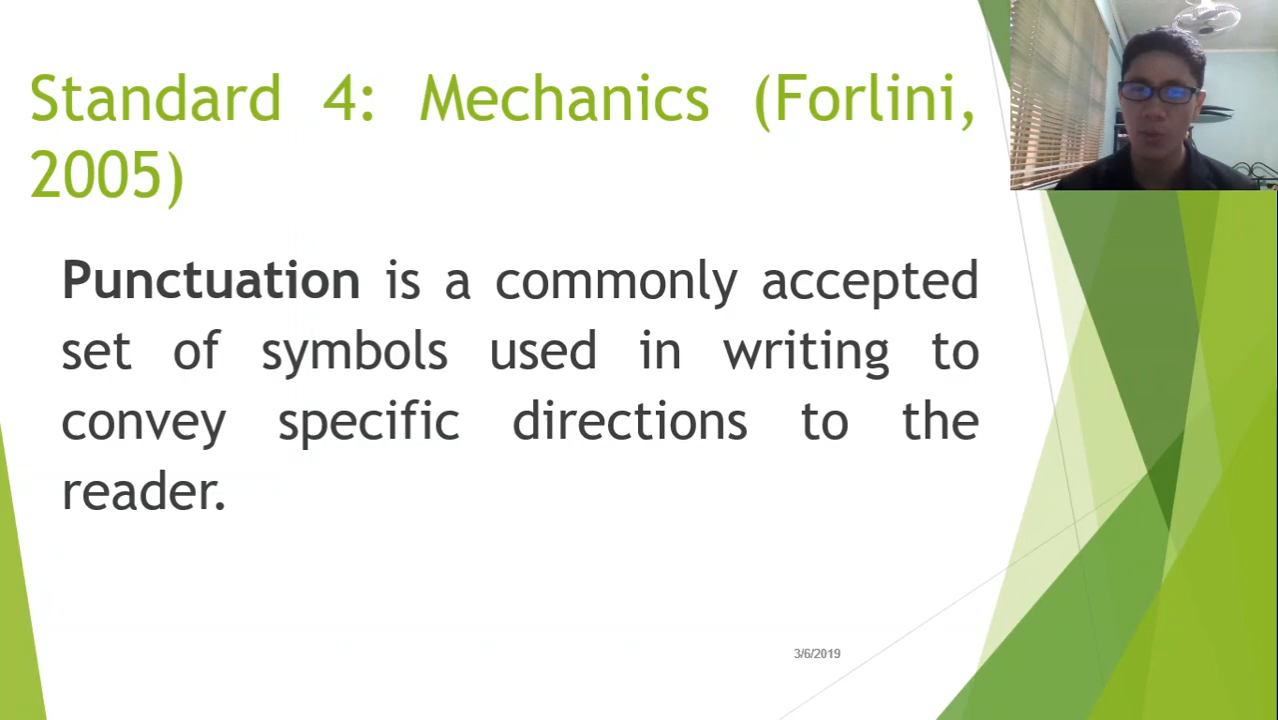 Standard 4: Mechanics (Forlini,
2005)
Punctuation is a commonly accepted
set of symbols used in writing to
convey specific directions to the
reader.
3/6/2019